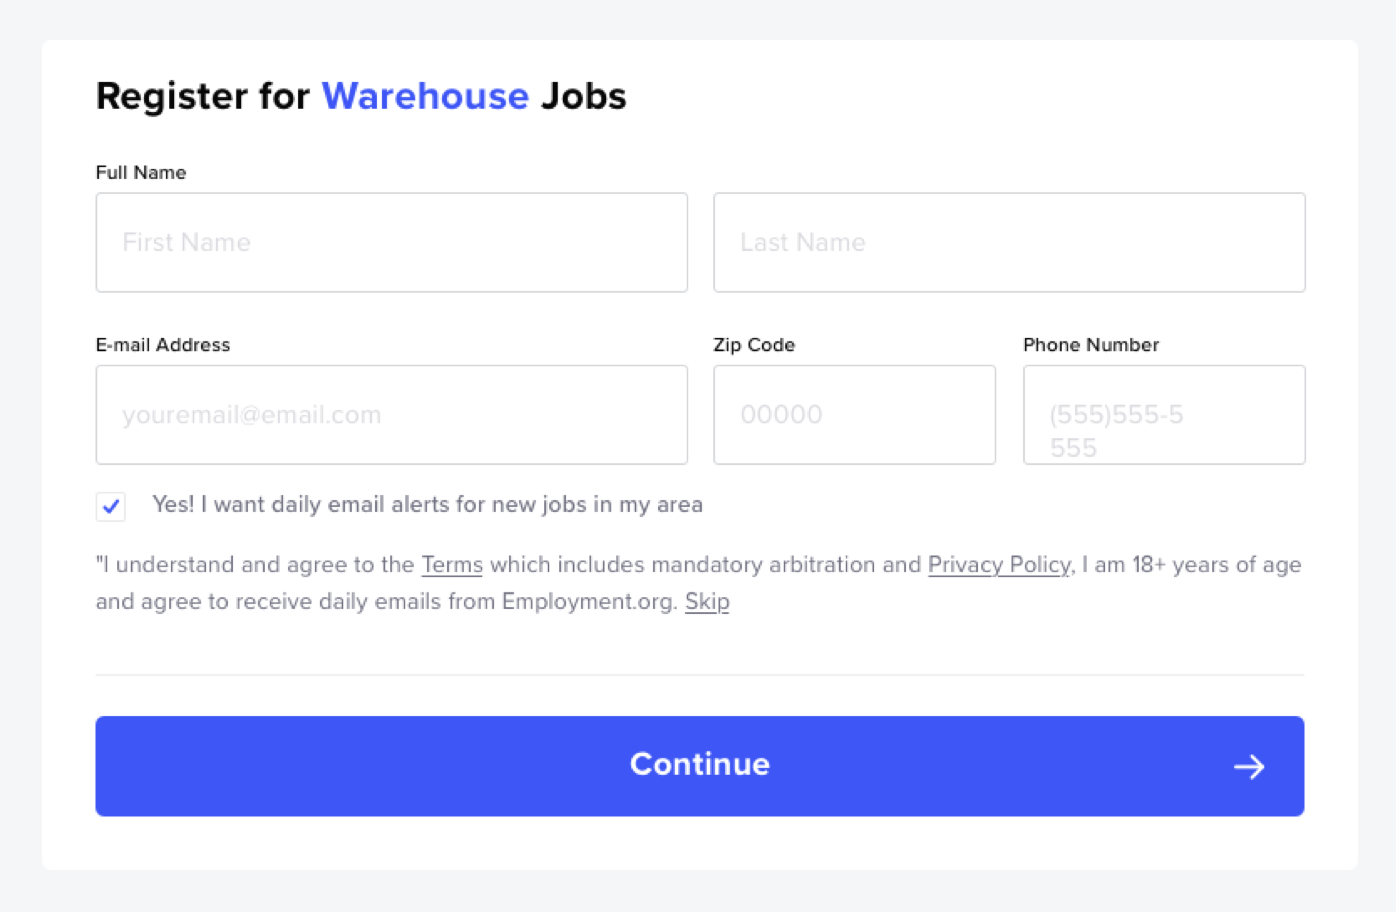 Register for Warehouse Jobs
Full Name
First Name
Last Name
E-mail Address
Zip Code
Phone Number
youremail@email.com
00000
(555)555-5
555
Yes! I want daily email alerts for new jobs in my area
"I understand and agree to the Terms which includes mandatory arbitration and Privacy Policy, I am 18+ years of age
and agree to receive daily emails from Employment.org. Skip
Continue